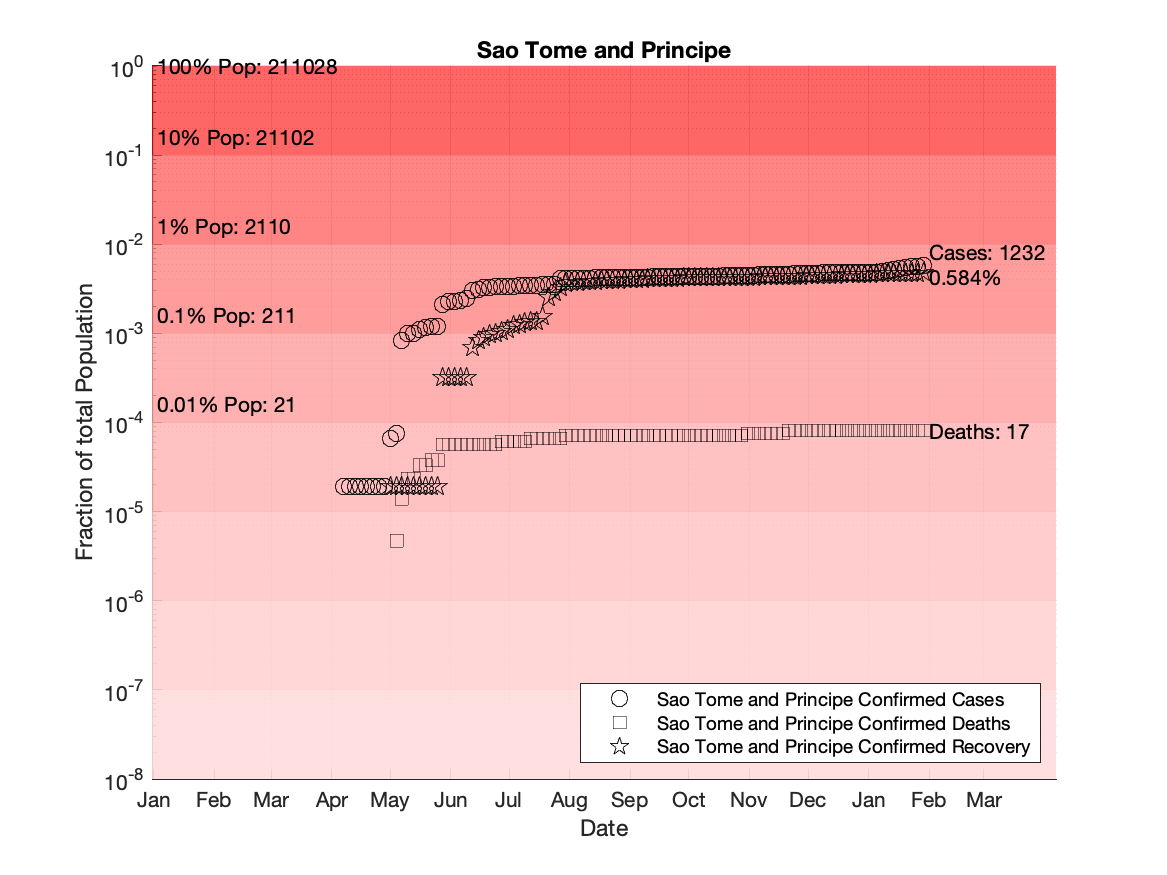 Sao Tome and Principe
10^0
100% Pop: 211028
10% Pop: 21102
10^-1
1% Pop: 2110
10^-2
Cases: 1232
0.584%
0.1% Pop: 211
10^-3
0.01% Pop: 21
10^-4
Deaths: 17
10^-5
10^-6
10^-7
10^-8
Fraction of total Population
Sao Tome and Principe Confirmed Cases
Sao Tome and Principe Confirmed Deaths
Sao Tome and Principe Confirmed Recovery
Jan Feb Mar Apr May Jun Jul Aug Sep Oct Nov Dec Jan Feb Mar
Date